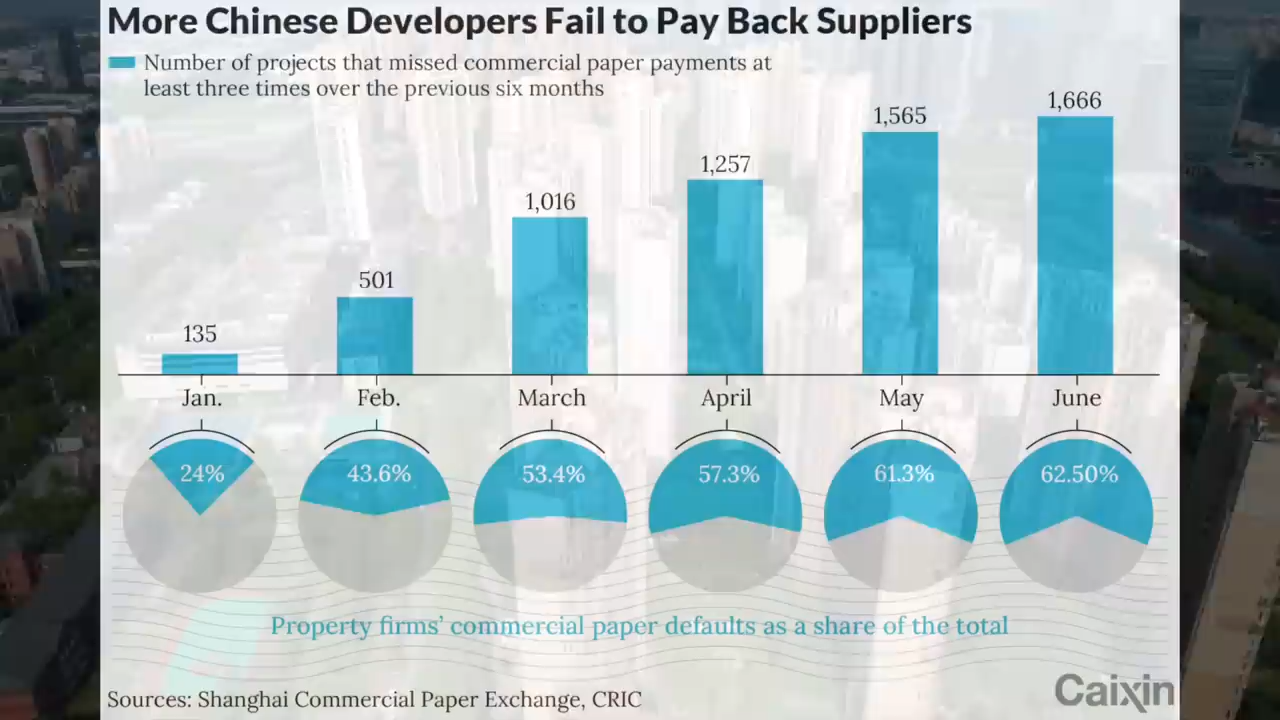 More Chinese Developers Fail to Pay Back Suppliers
Number of projects that missed commercial paper payments at
least three times over the previous six months
135
501
1,016
1,257
1,565
1,666
Jan.
Feb.
March
April
May
June
24%
43.6%
53.4%
57.3%
61.3%
62.50%
Property firms’ commercial paper defaults as a share of the total
Sources: Shanghai Commercial Paper Exchange, CRIC
Caixin